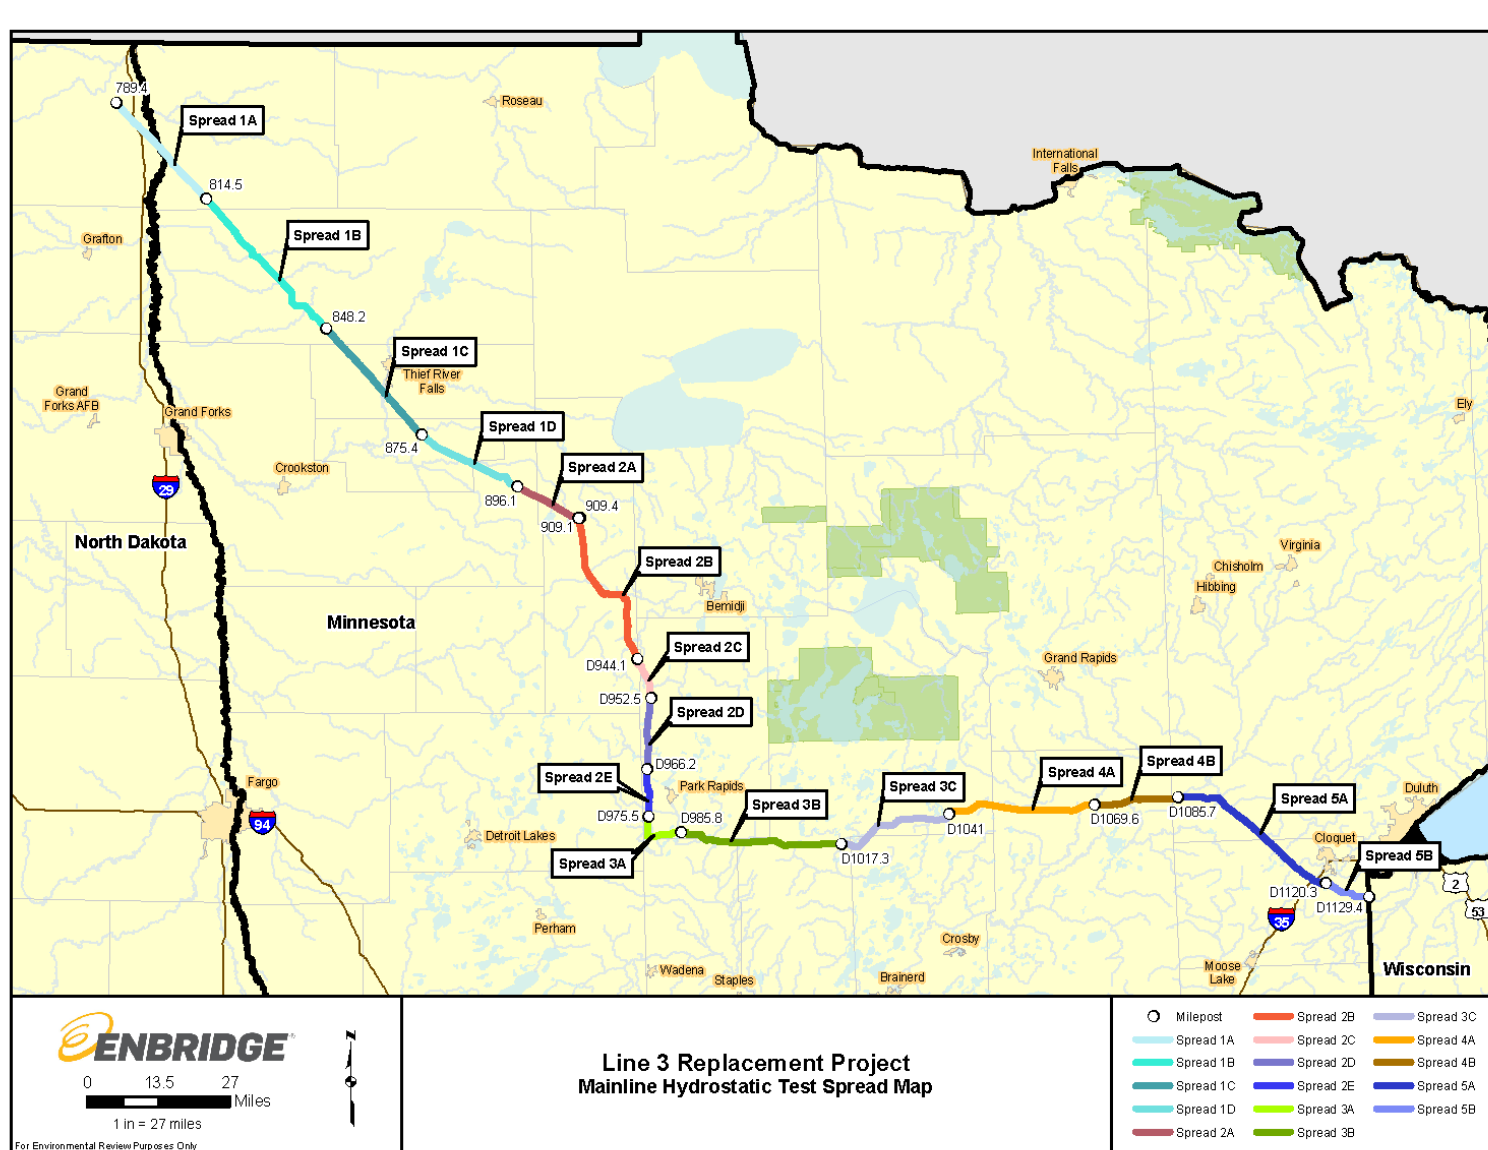 789.4
Roseau
Spread 1A
International
Falls
814.5
Grafton
Spread 1B
848.2
Spread 1C
Thief River
Falls
Grand
Forks AFB
Grand Forks
Ely
Spread 1D
875.4
Crookston
Spread 2A
29
896.1
909.4
909.1
North Dakota
Virginia
Spread 2B
Chisholm
Hibbing
Bemidji
Minnesota
Spread 2C
D944.1
Grand Rapids
D952.5
Spread 2D
D966.2
Spread 4B
Spread 2E
Spread 4A
Fargo
Park Rapids
Spread 3C
Duluth
Spread 3B
Spread 5A
D975.5
D985.8
D1041
D1069.6
D1085.7
94
Detroit Lakes
Cloquet
Spread 3A
D1017.3
Spread 5B
2
D1120.3
D1129.4
53
35
Perham
Crosby
Moose
Lake
Wisconsin
Wadena
Staples
Brainerd
ENBRIDGE
N
0 13.5 27
Miles
1 in = 27 miles
For Environmental Review Purposes Only
Line 3 Replacement Project
Mainline Hydrostatic Test Spread Map
Milepost
Spread 1A
Spread 1B
Spread 1C
Spread 1D
Spread 2A
Spread 2B
Spread 2C
Spread 2D
Spread 2E
Spread 3A
Spread 3B
Spread 3C
Spread 4A
Spread 4B
Spread 5A
Spread 5B